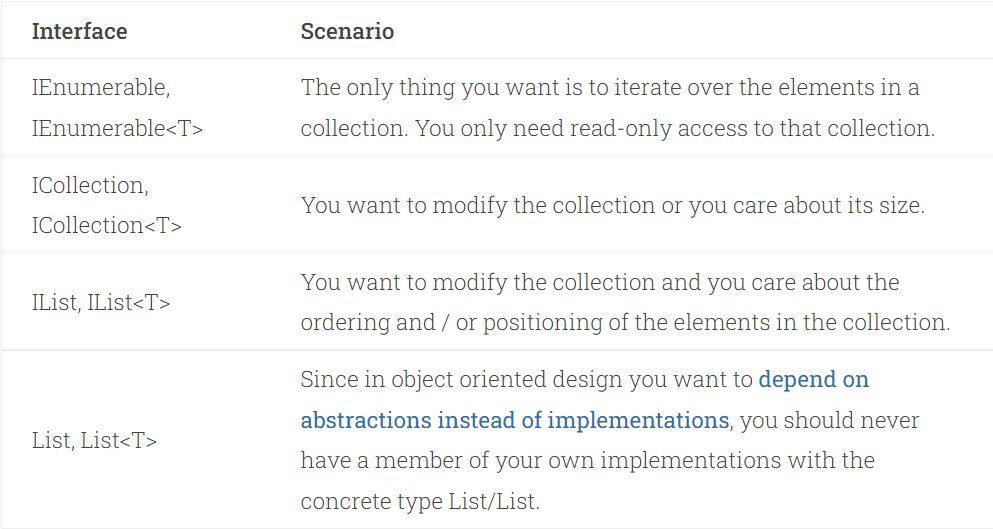 Interface Scenario
IEnumerable, The only thing you want is to iterate over the elements in a
IEnumerable<T> collection. You only need read-only access to that collection.
ICollection,
ICollection<T>
You want to modify the collection or you care about its size.
IList, IList<T>
You want to modify the collection and you care about the
ordering and / or positioning of the elements in the collection.
List, List<T>
Since in object oriented design you want to depend on
abstractions instead of implementations, you should never
have a member of your own implementations with the
concrete type List/List.